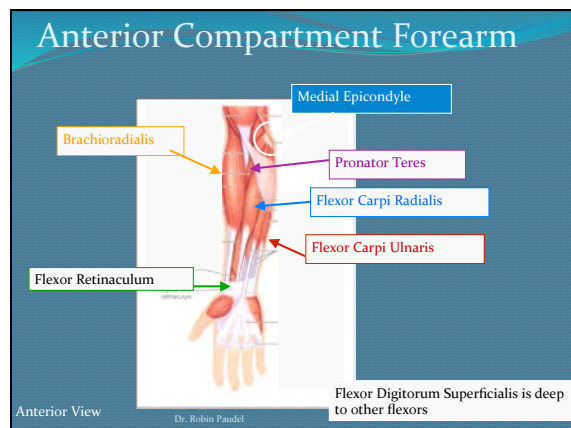 Anterior Compartment Forearm
Medial Epicondyle
Brachioradialis
Pronator Teres
Flexor Carpi Radialis
Flexor Carpi Ulnaris
Flexor Retinaculum
Flexor Digitorum Superficialis is deep
to other flexors
Anterior View
Dr. Robin Paudel